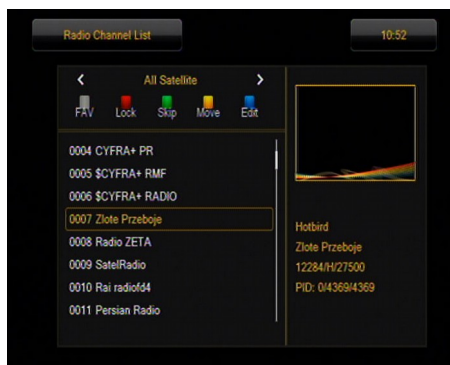 Radio Channel List
10:52
All Satellite
FAV Lock Skip Move Edit
0004 CYFRA+ PR
0005 $CYFRA+ RMF
0006 $CYFRA+ RADIO
0007 Zlote Przeboje
0008 Radio ZETA
0009 SatelRadio
0010 Rai radiofd4
0011 Persian Radio
Hotbird
Zlote Przeboje
12284/H/27500
PID: 0/4369/4369